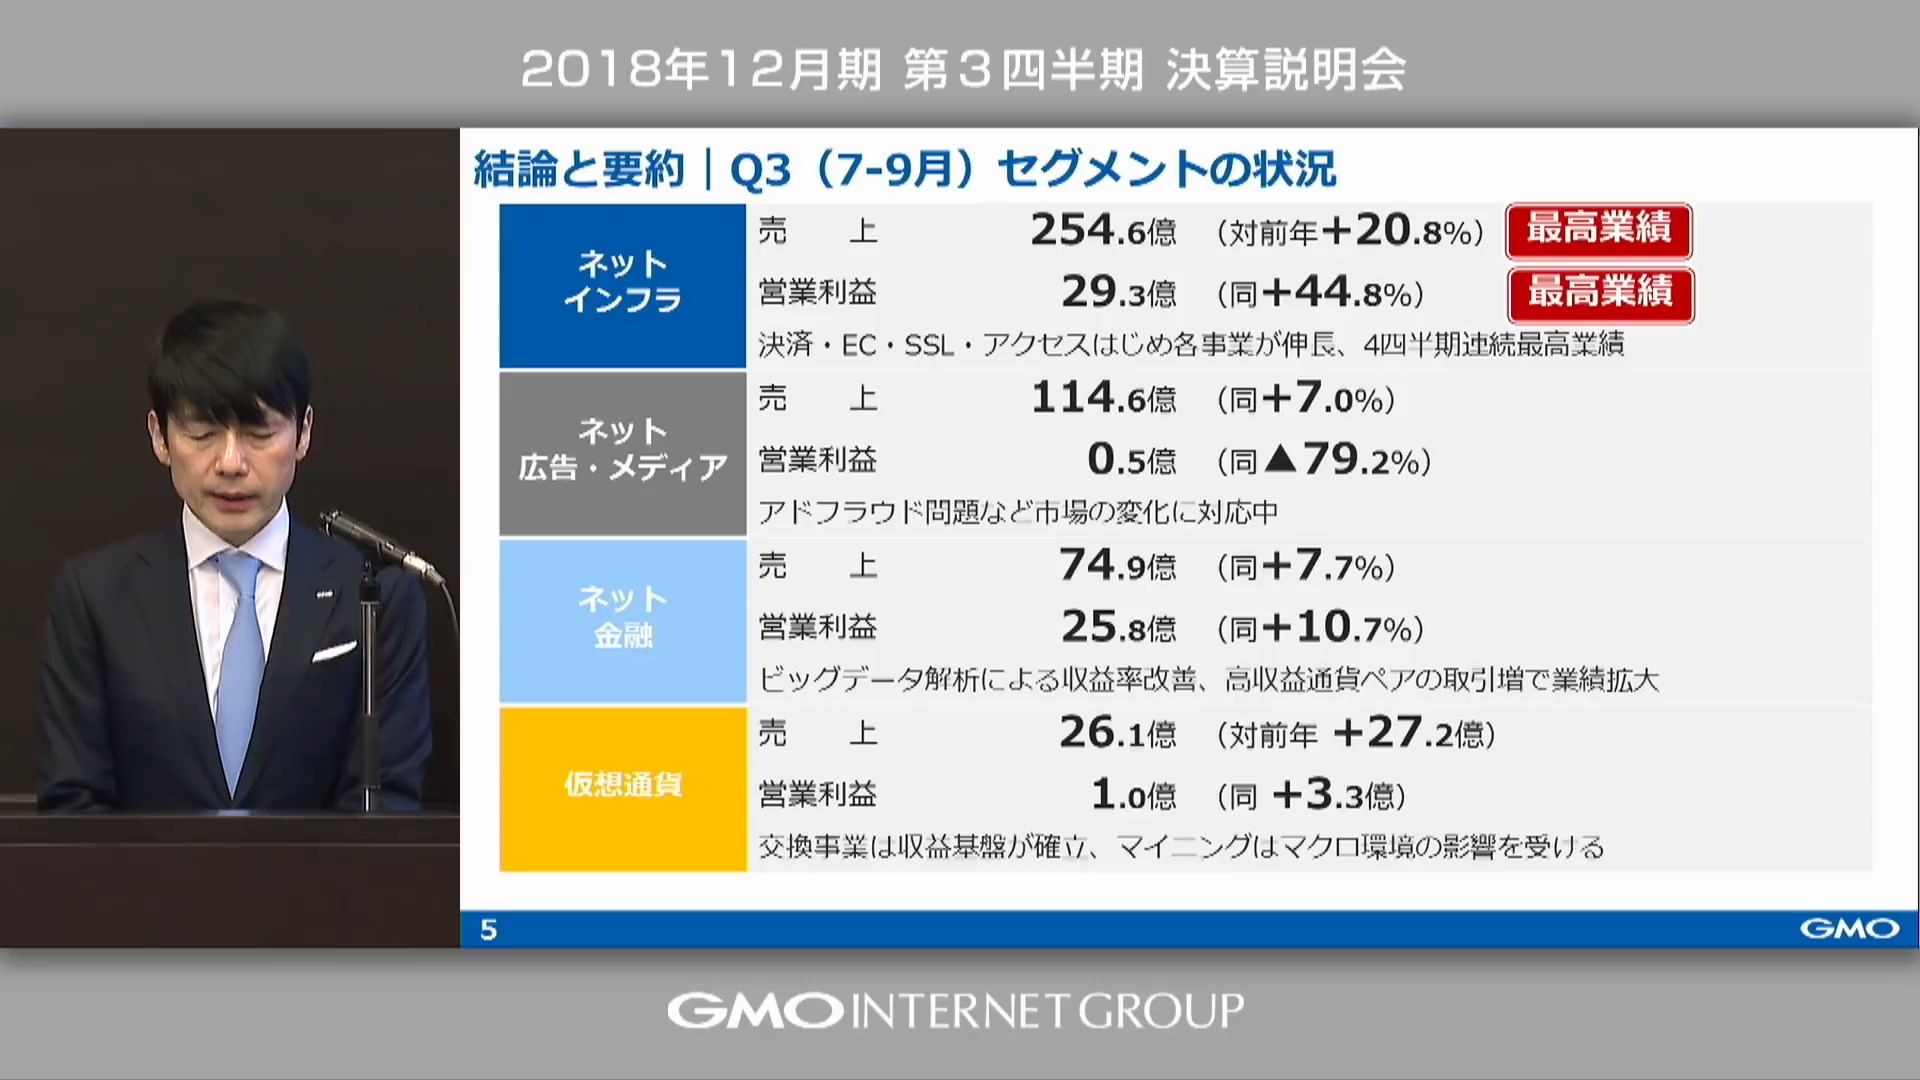 2018年12月期 第３四半期 決算説明会
結論と要約｜Q3（7-9月）セグメントの状況
ネット
インフラ
売　上 254.6億 （対前年+20.8%） 最高業績
営業利益 29.3億 （同+44.8%） 最高業績
決済・EC・SSL・アクセスはじめ各事業が伸長、4四半期連続最高業績
ネット
広告・メディア
売　上 114.6億 （同+7.0%）
営業利益 0.5億 （同▲79.2%）
アドフラウド問題など市場の変化に対応中
ネット
金融
売　上 74.9億 （同+7.7%）
営業利益 25.8億 （同+10.7%）
ビッグデータ解析による収益率改善、高収益通貨ペアの取引増で業績拡大
仮想通貨
売　上 26.1億 （対前年 +27.2億）
営業利益 1.0億 （同 +3.3億）
交換事業は収益基盤が確立、マイニングはマクロ環境の影響を受ける
5
GMO
GMO INTERNET GROUP